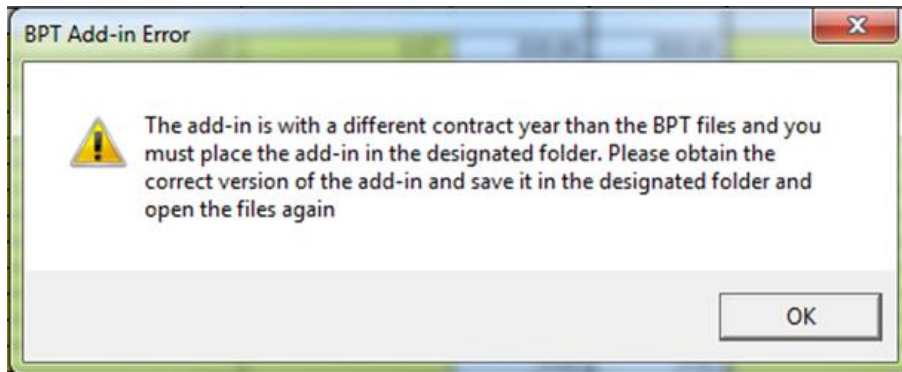 BPT Add-in Error
The add-in is with a different contract year than the BPT files and you
must place the add-in in the designated folder. Please obtain the
correct version of the add-in and save it in the designated folder and
open the files again
OK